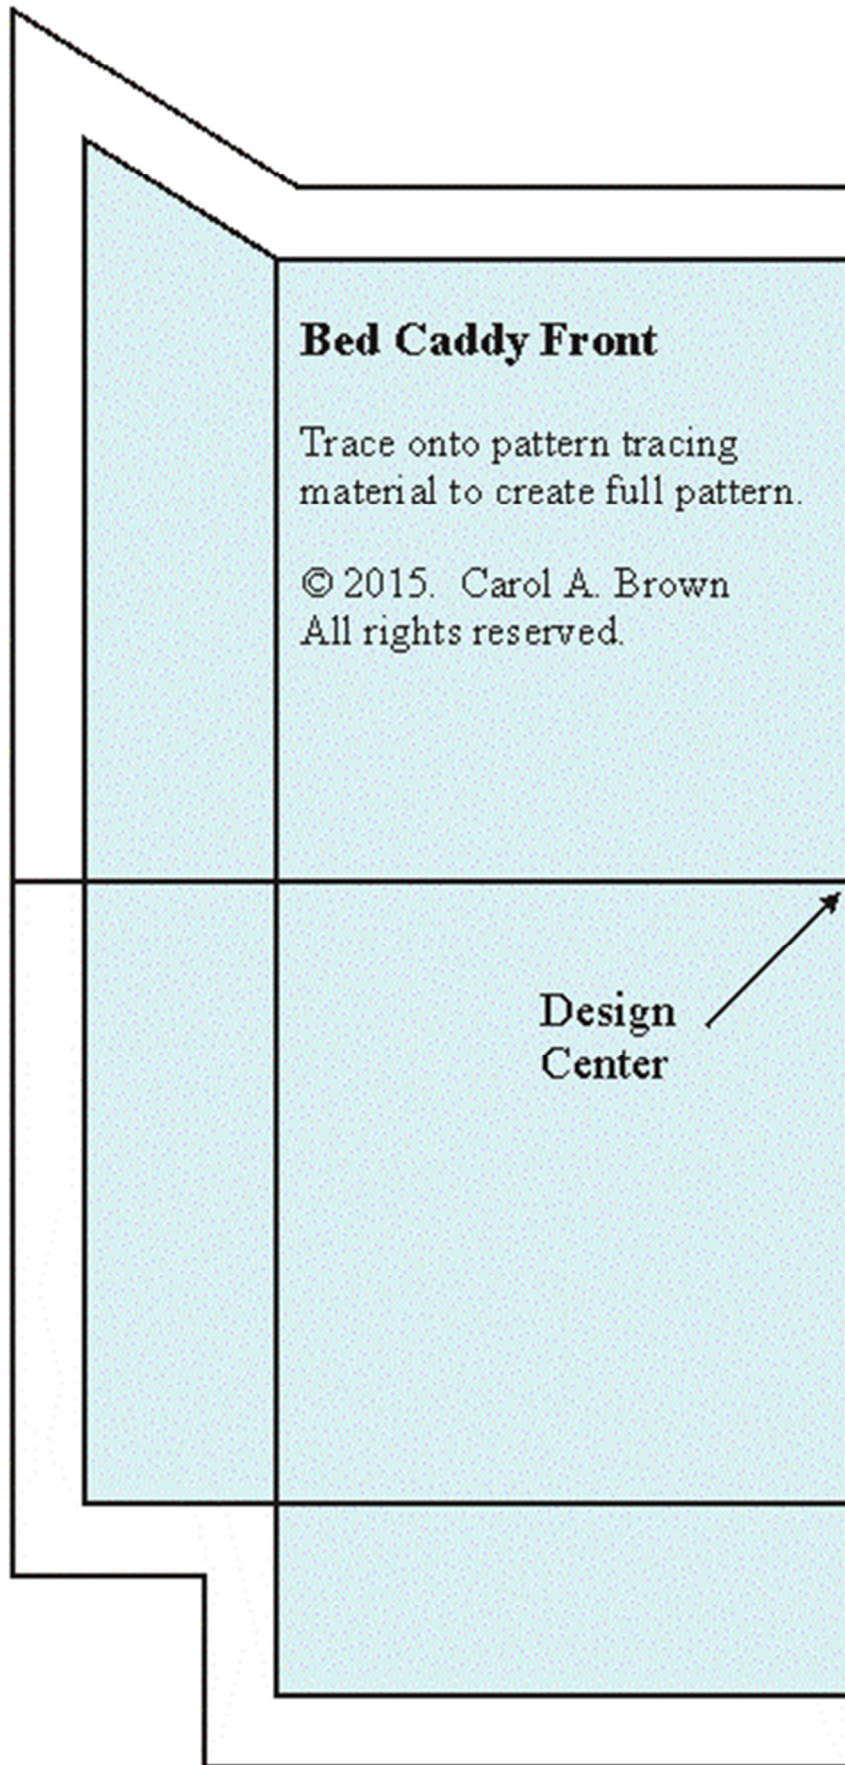 Bed Caddy Front
Trace onto pattern tracing
material to create full pattern.
© 2015.  Carol A. Brown
All rights reserved.
Design
Center